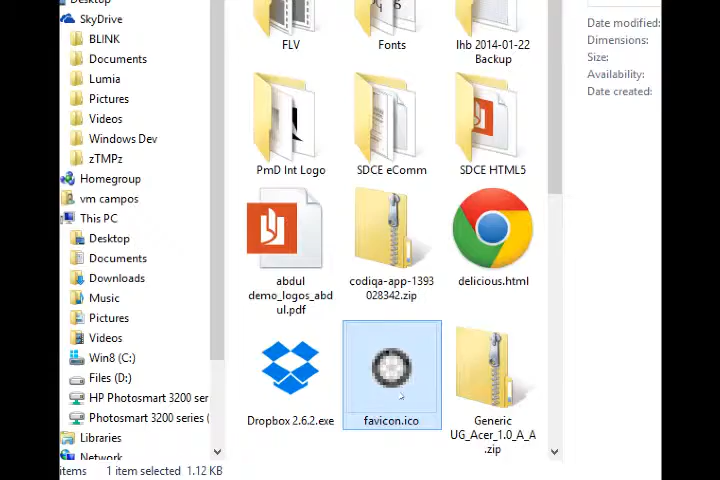 Desktop
SkyDrive
BLINK
Documents
Lumia
Pictures
Videos
Windows Dev
zTMPz
Homegroup
vm campos
This PC
Desktop
Documents
Downloads
Music
Pictures
Videos
Win8 (C:)
Files (D:)
HP Photosmart 3200 ser
Photosmart 3200 series (
Libraries
Network
FLV
Fonts
lhb 2014-01-22
Backup
PmD Int Logo
SDCE eComm
SDCE HTML5
abdul
demo_logos_abd
ul.pdf
codiqa-app-1393
028342.zip
delicious.html
Dropbox 2.6.2.exe
favicon.ico
Generic
UG_Acer_1.0_A_A
.zip
Date modified:
Dimensions:
Size:
Availability:
Date created:
items 1 item selected 1.12 KB